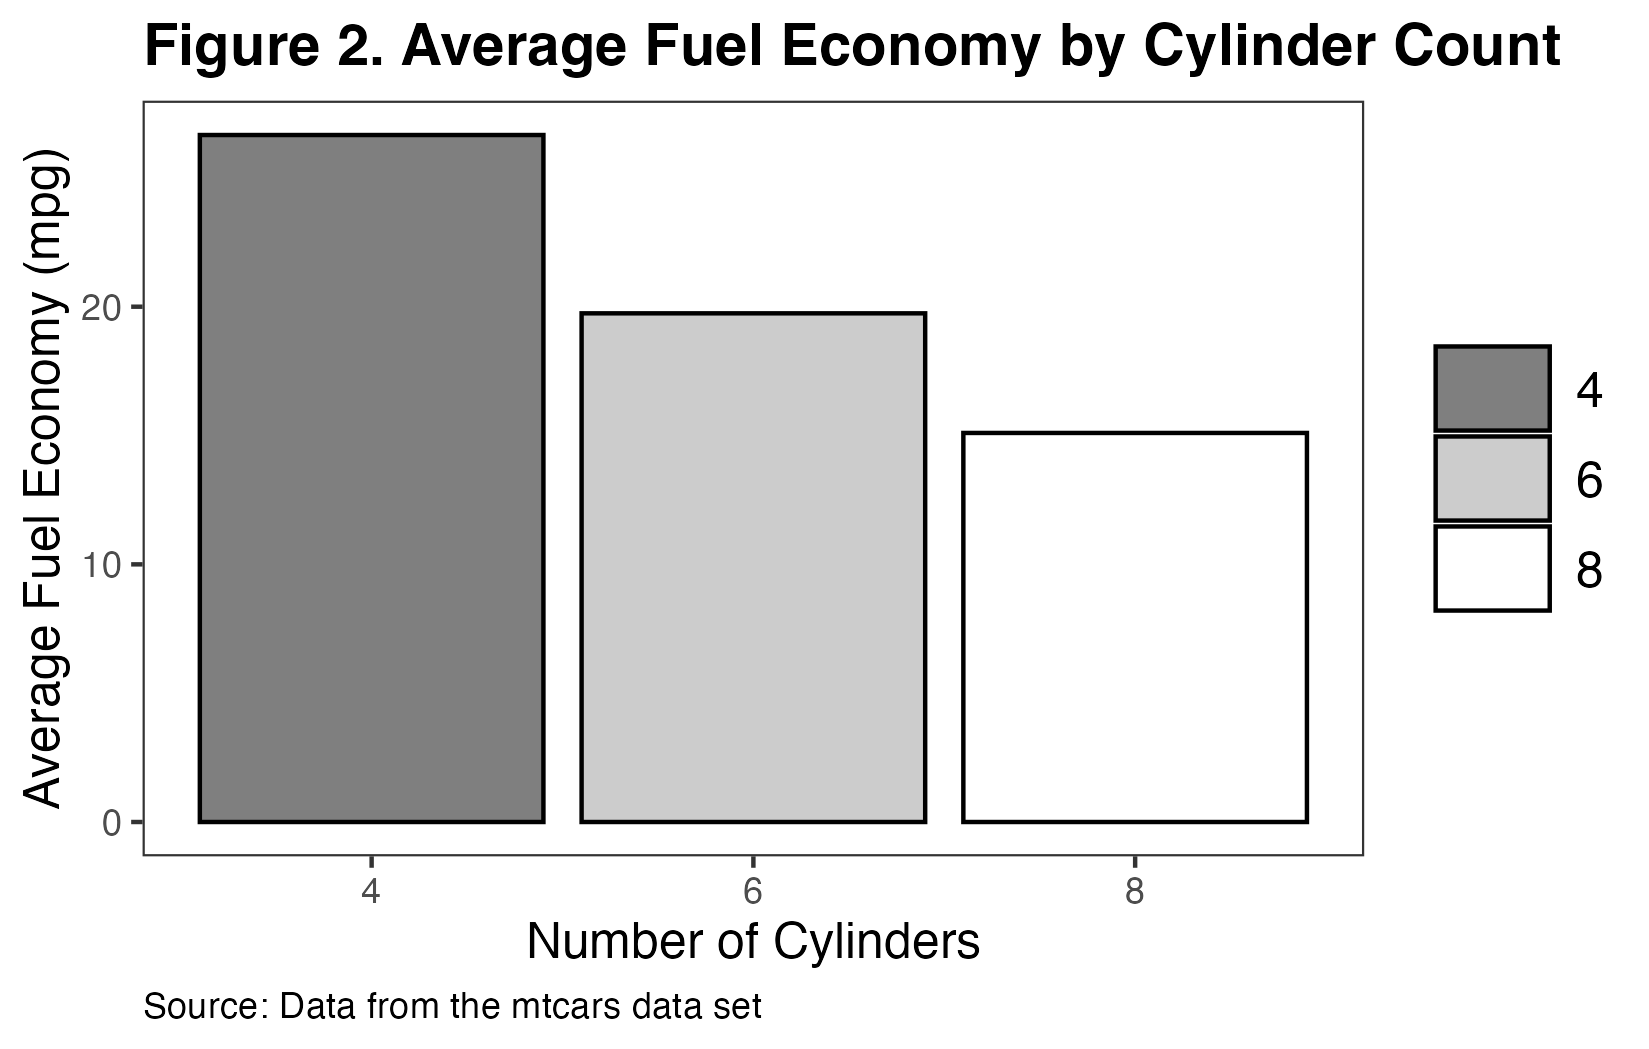 Figure 2. Average Fuel Economy by Cylinder Count
Average Fuel Economy (mpg)
20
10
0
4
6
8
Number of Cylinders
4
6
8
Source: Data from the mtcars data set